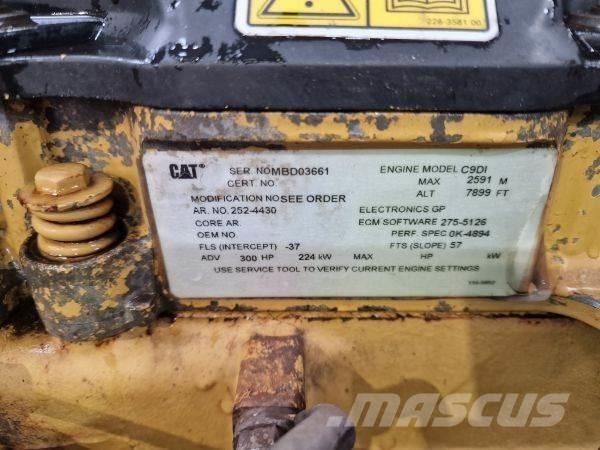 228-3581 00
CAT® SER. NO MBD03661 ENGINE MODEL C9DI
CERT. NO. MAX 2591 M
MODIFICATION NO SEE ORDER ALT 7899 FT
AR. NO. 252-4430 ELECTRONICS GP
CORE AR. ECM SOFTWARE 275-5126
OEM NO. PERF. SPEC 0K-4894
FLS (INTERCEPT) -37 FTS (SLOPE) 57
ADV 300 HP 224 kW MAX HP kW
USE SERVICE TOOL TO VERIFY CURRENT ENGINE SETTINGS
MASCUS